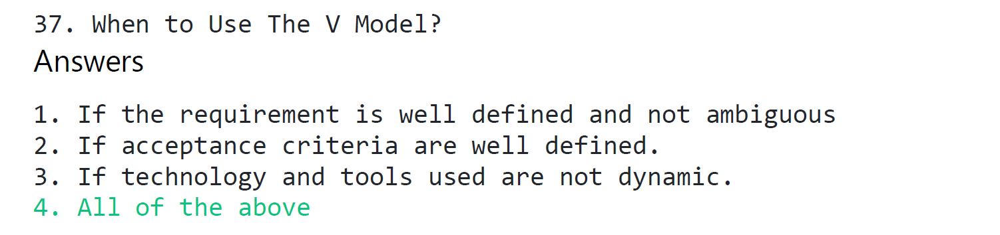 37. When to Use The V Model?
Answers
1. If the requirement is well defined and not ambiguous
2. If acceptance criteria are well defined.
3. If technology and tools used are not dynamic.
4. All of the above